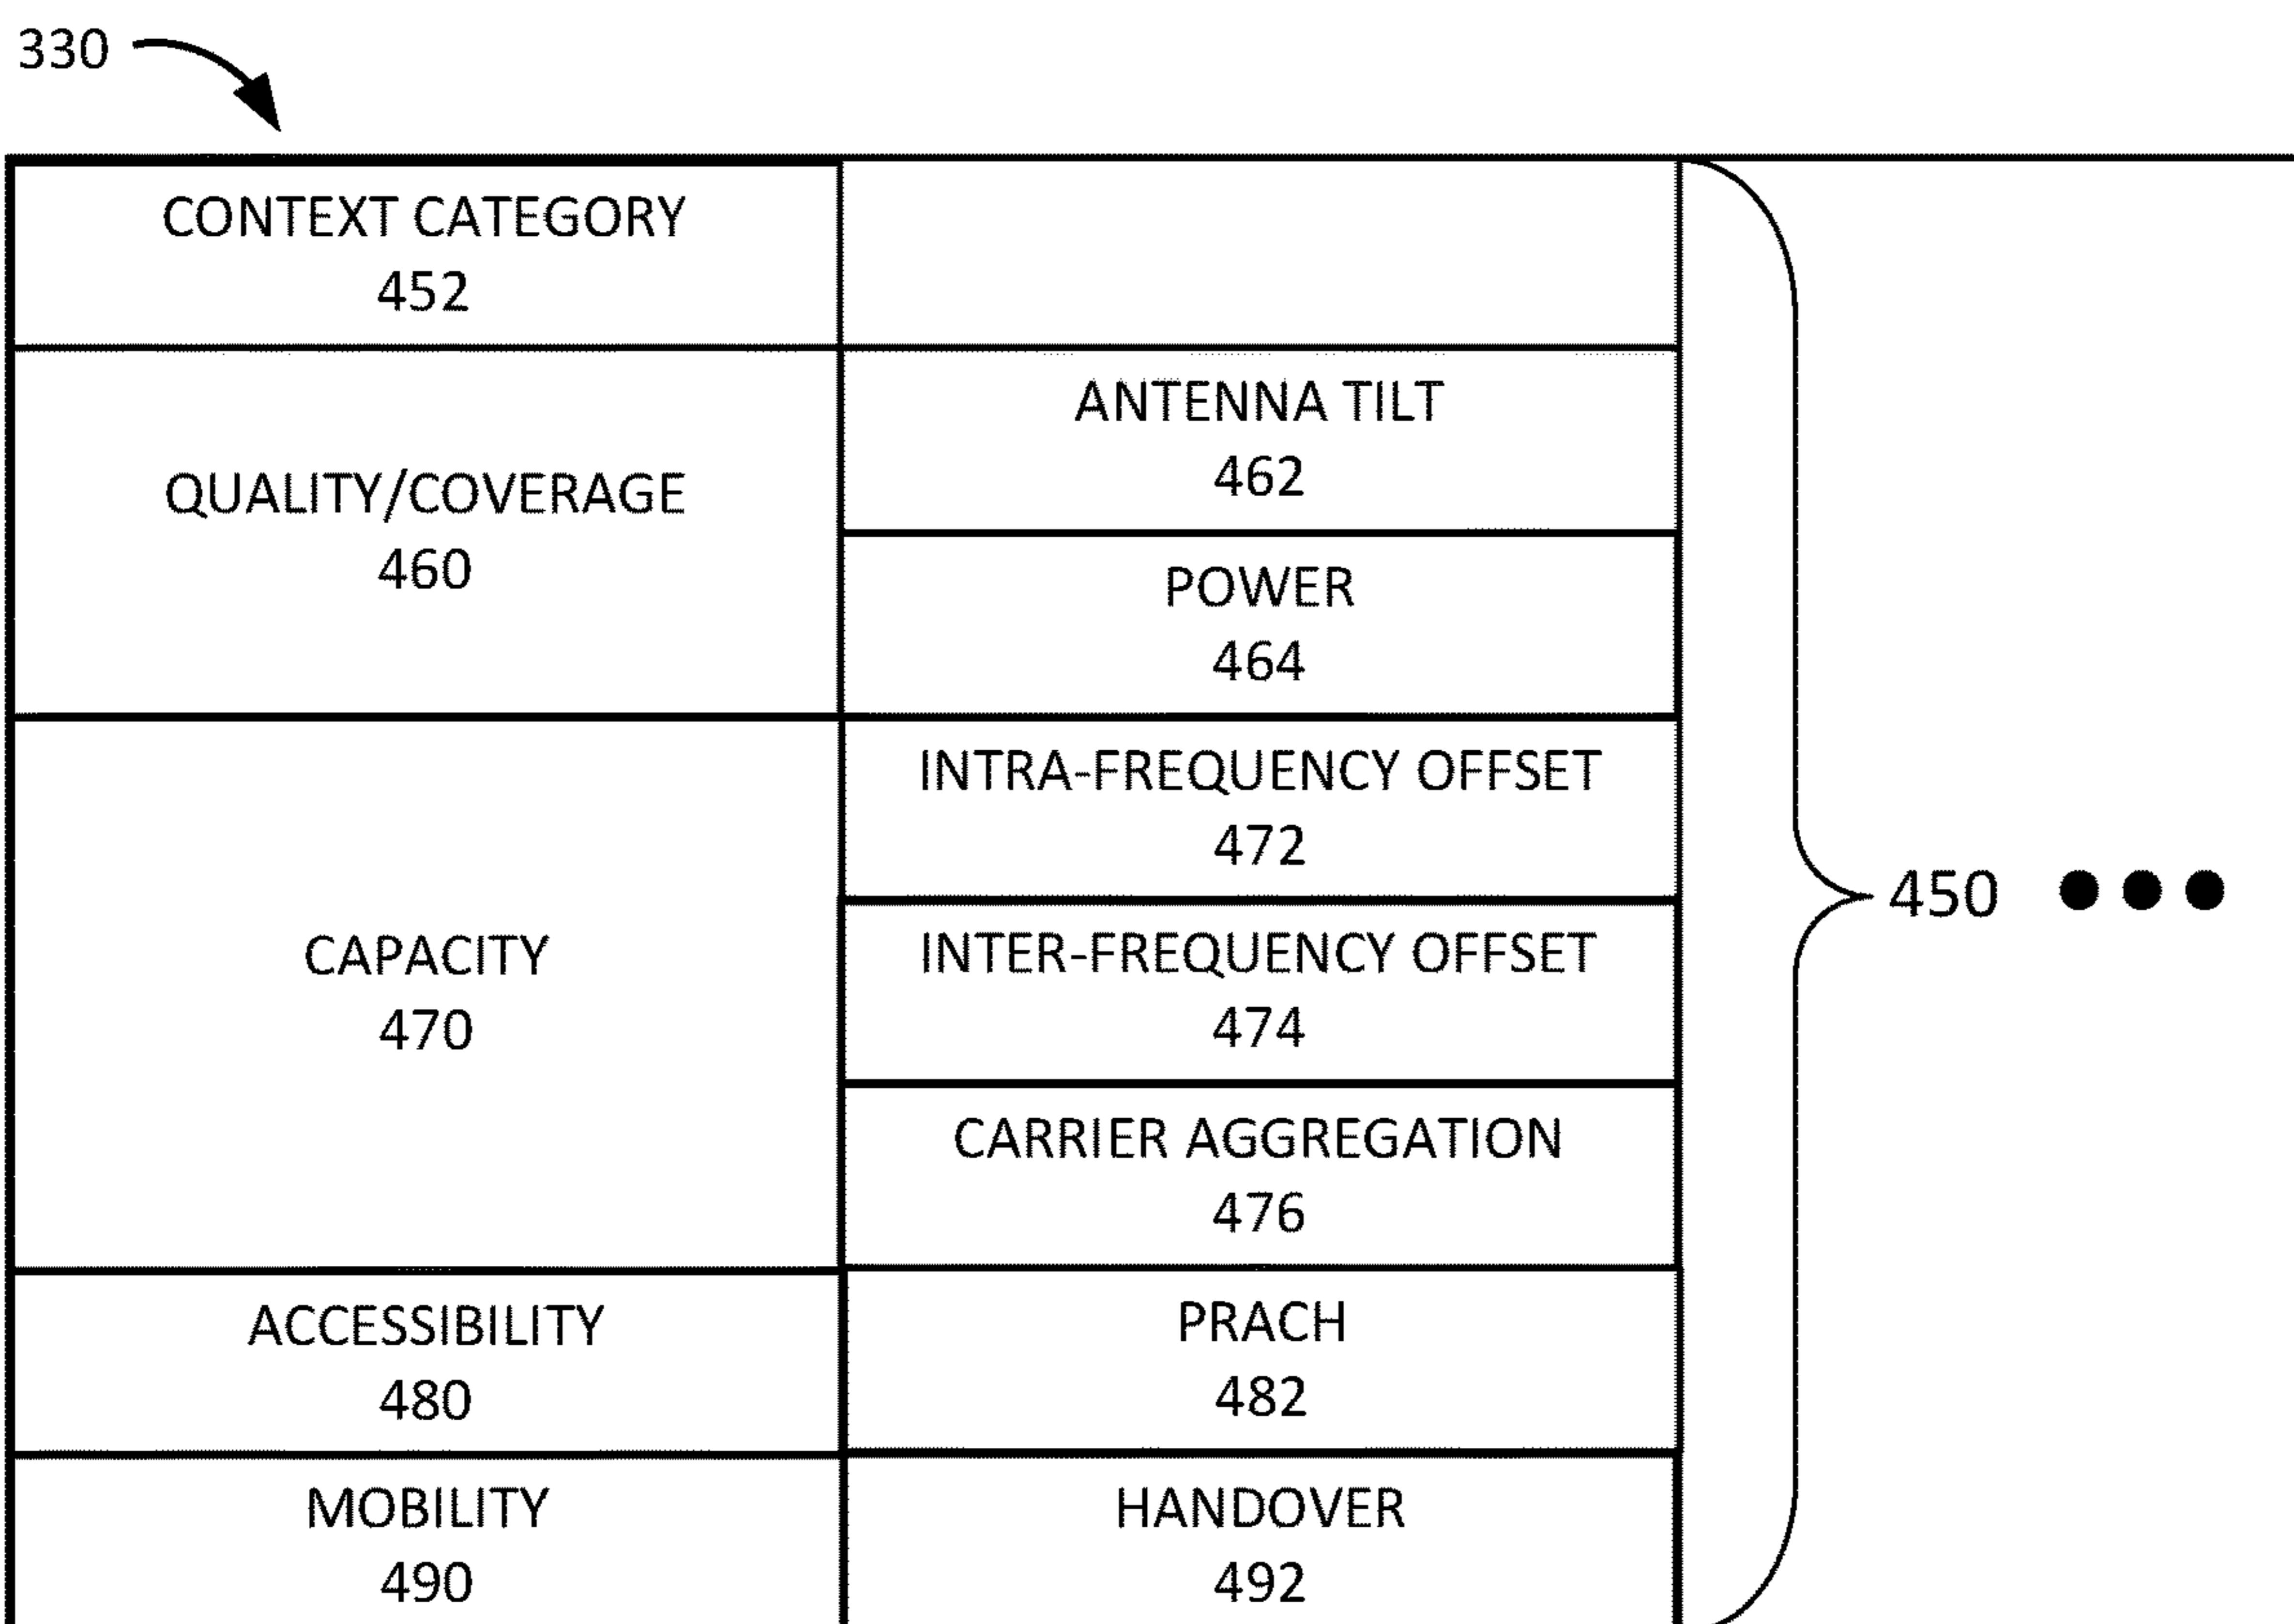 330
CONTEXT CATEGORY
452
QUALITY/COVERAGE
460
ANTENNA TILT
462
POWER
464
CAPACITY
470
INTRA-FREQUENCY OFFSET
472
INTER-FREQUENCY OFFSET
474
CARRIER AGGREGATION
476
ACCESSIBILITY
480
PRACH
482
MOBILITY
490
HANDOVER
492
450